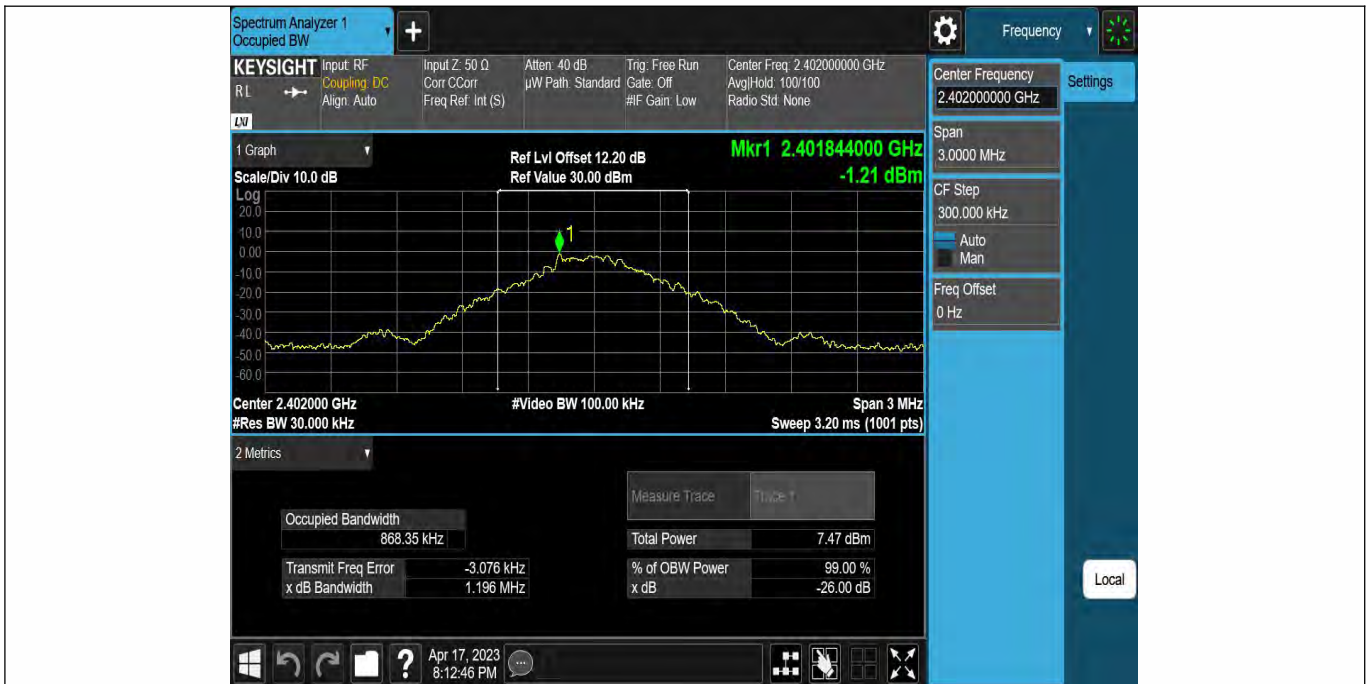 Spectrum Analyzer 1
Occupied BW
+
Frequency
KEYSIGHT
RL
LXI
Input: RF
Coupling: DC
Align: Auto
Input Z: 50 Ω
Corr CCorr
Freq Ref: Int (S)
Atten: 40 dB
µW Path: Standard
Trig: Free Run
Gate: Off
#IF Gain: Low
Center Freq: 2.402000000 GHz
Avg|Hold: 100/100
Radio Std: None
Center Frequency
2.402000000 GHz
Settings
Span
3.0000 MHz
CF Step
300.000 kHz
Auto
Man
Freq Offset
0 Hz
Local
1 Graph
Scale/Div 10.0 dB
Ref Lvl Offset 12.20 dB
Ref Value 30.00 dBm
Mkr1 2.401844000 GHz
-1.21 dBm
Log
20.0
10.0
0.00
-10.0
-20.0
-30.0
-40.0
-50.0
-60.0
1
Center 2.402000 GHz
#Video BW 100.00 kHz
Span 3 MHz
#Res BW 30.000 kHz
Sweep 3.20 ms (1001 pts)
2 Metrics
Measure Trace
Trace 1
Occupied Bandwidth
868.35 kHz
Total Power
7.47 dBm
Transmit Freq Error
-3.076 kHz
% of OBW Power
99.00 %
x dB Bandwidth
1.196 MHz
x dB
-26.00 dB
?
Apr 17, 2023
8:12:46 PM